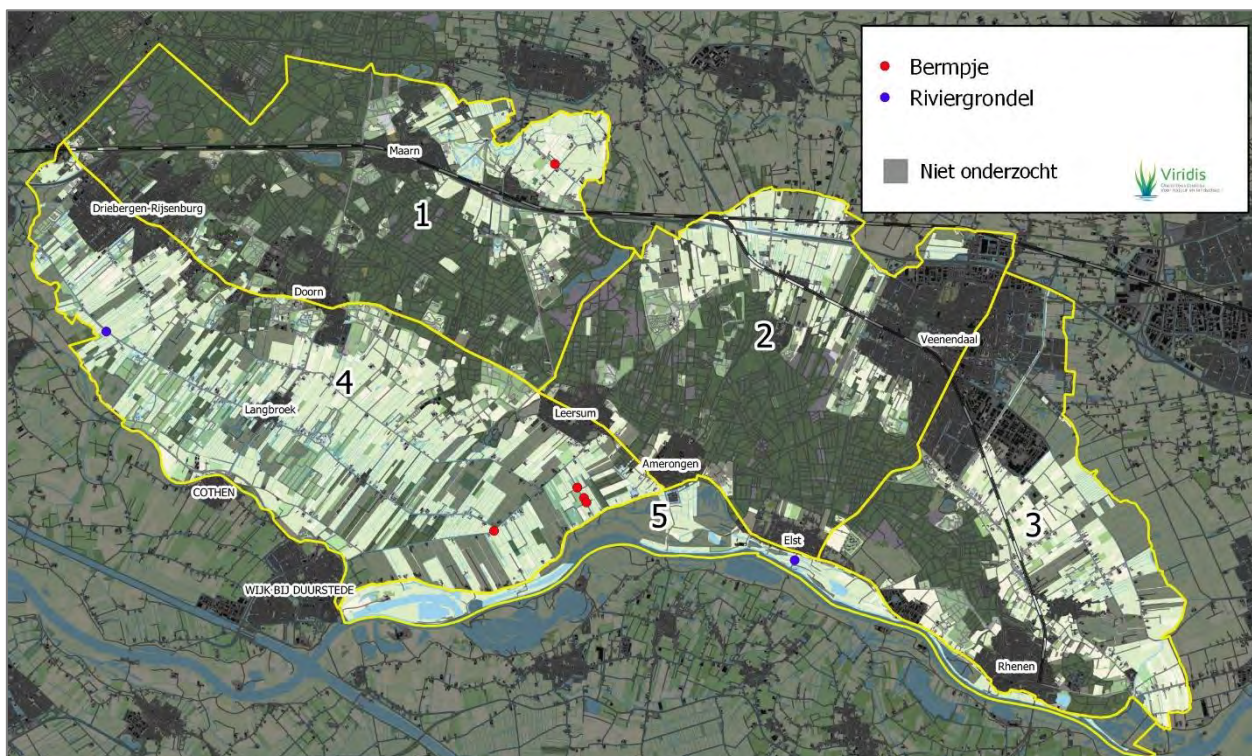 Bermpje
Riviergrondel
Niet onderzocht
Viridis
Maarn
1
Driebergen-Rijsenburg
Doorn
2
Veenendaal
4
Langbroek
Leersum
Amerongen
COTHEN
5
3
Elst
WIJK BIJ DUURSTEDE
Rhenen